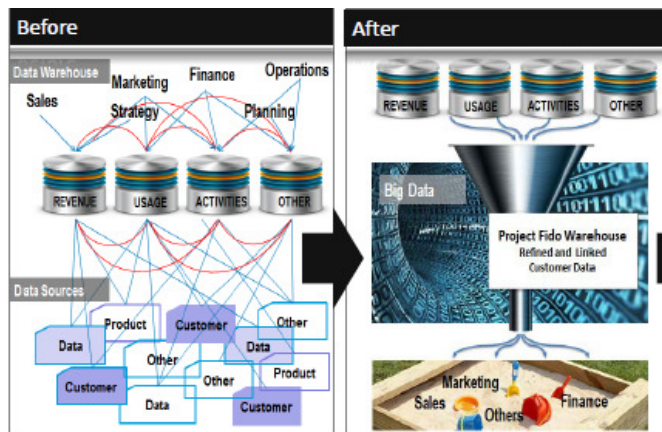 Before
Data Warehouse
Marketing
Finance
Operations
Sales
Strategy
Planning
REVENUE
USAGE
ACTIVITIES
OTHER
Data Sources
Product
Customer
Other
Data
Other
Data
Customer
Other
Product
Data
Customer
After
REVENUE
USAGE
ACTIVITIES
OTHER
Big Data
Project Fido Warehouse
Refined and Linked
Customer Data
Marketing
Sales
Others
Finance